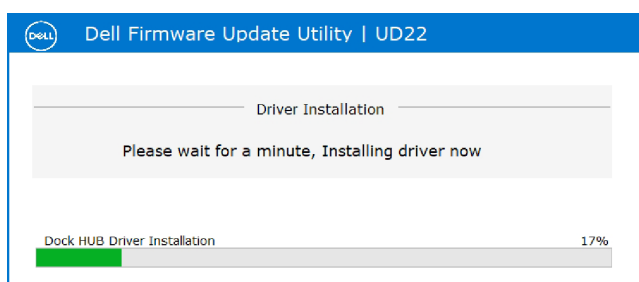 DELL
Dell Firmware Update Utility | UD22
Driver Installation
Please wait for a minute, Installing driver now
Dock HUB Driver Installation 17%